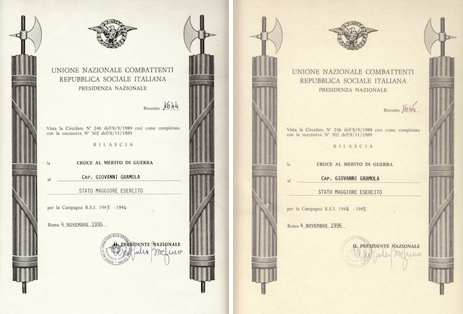 UNIONE NAZIONALE COMBATTENTI
REPUBBLICA SOCIALE ITALIANA
PRESIDENZA NAZIONALE
Brevetto 1644
Vista la Circolare N° 246 dell'8/9/1989 così come completata
con la successiva N° 302 dell'8/11/1989
RILASCIA
la CROCE AL MERITO DI GUERRA
al CAP. GIOVANNI GRAMOLA
STATO MAGGIORE ESERCITO
per la Campagna R.S.I. 1943 - 1944
Roma 4 NOVEMBRE 1996
IL PRESIDENTE NAZIONALE
UNIONE NAZIONALE COMBATTENTI
REPUBBLICA SOCIALE ITALIANA
PRESIDENZA NAZIONALE
Brevetto 1645
Vista la Circolare N° 246 dell'8/9/1989 così come completata
con la successiva N° 302 dell'8/11/1989
RILASCIA
la CROCE AL MERITO DI GUERRA
al CAP. GIOVANNI GRAMOLA
STATO MAGGIORE ESERCITO
per la Campagna R.S.I. 1944 - 1945
Roma 4 NOVEMBRE 1996
IL PRESIDENTE NAZIONALE